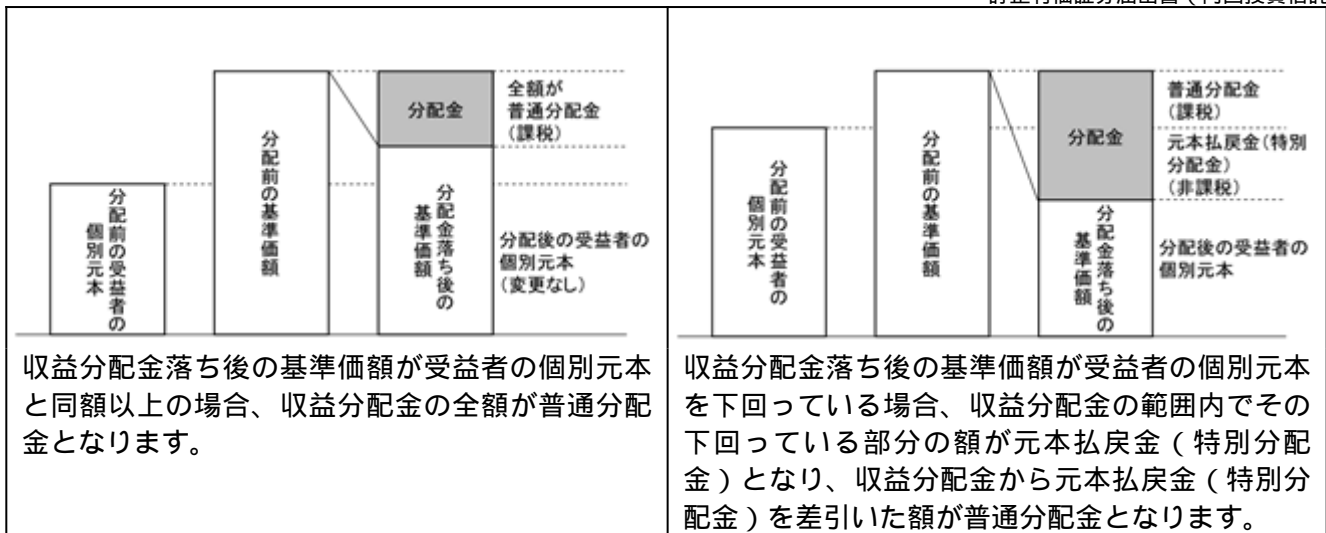 全額が
普通分配金
(課税)
分配金
分配前の受益者の
個別元本
分配前の基準価額
分配金落ち後の
基準価額
分配後の受益者の
個別元本
(変更なし)
収益分配金落ち後の基準価額が受益者の個別元本
と同額以上の場合、収益分配金の全額が普通分配
金となります。
普通分配金
(課税)
元本払戻金(特別
分配金)
(非課税)
分配金
分配前の受益者の
個別元本
分配前の基準価額
分配金落ち後の
基準価額
分配後の受益者の
個別元本
収益分配金落ち後の基準価額が受益者の個別元本
を下回っている場合、収益分配金の範囲内でその
下回っている部分の額が元本払戻金(特別分配
金)となり、収益分配金から元本払戻金(特別分
配金)を差引いた額が普通分配金となります。